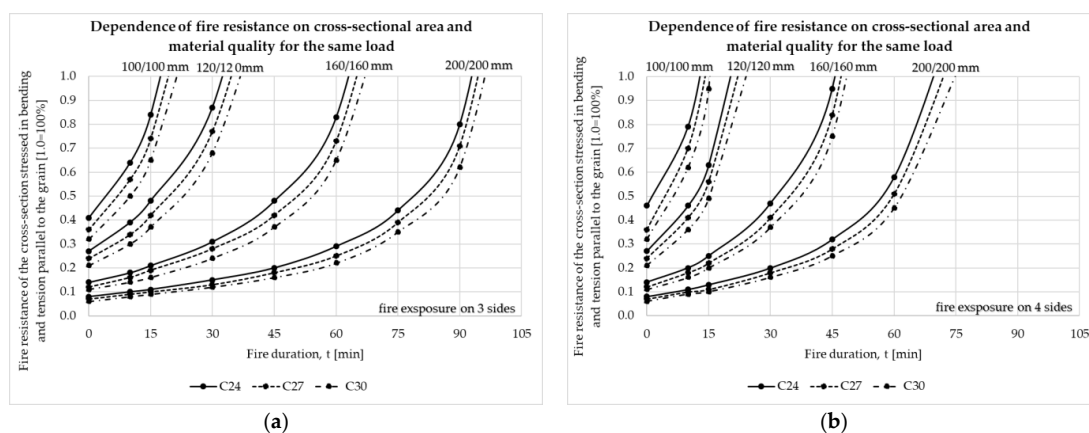 Dependence of fire resistance on cross-sectional area and
material quality for the same load
100/100 mm 120/120 mm 160/160 mm 200/200 mm
Fire resistance of the cross-section stressed in bending
and tension parallel to the grain [1.0=100%]
1.0
0.9
0.8
0.7
0.6
0.5
0.4
0.3
0.2
0.1
0.0
fire exsposure on 3 sides
0 15 30 45 60 75 90 105
Fire duration, t [min]
C24 C27 C30
(a)
Dependence of fire resistance on cross-sectional area and
material quality for the same load
100/100 mm 120/120 mm 160/160 mm 200/200 mm
Fire resistance of the cross-section stressed in bending
and tension parallel to the grain [1.0=100%]
1.0
0.9
0.8
0.7
0.6
0.5
0.4
0.3
0.2
0.1
0.0
fire exsposure on 4 sides
0 15 30 45 60 75 90 105
Fire duration, t [min]
C24 C27 C30
(b)